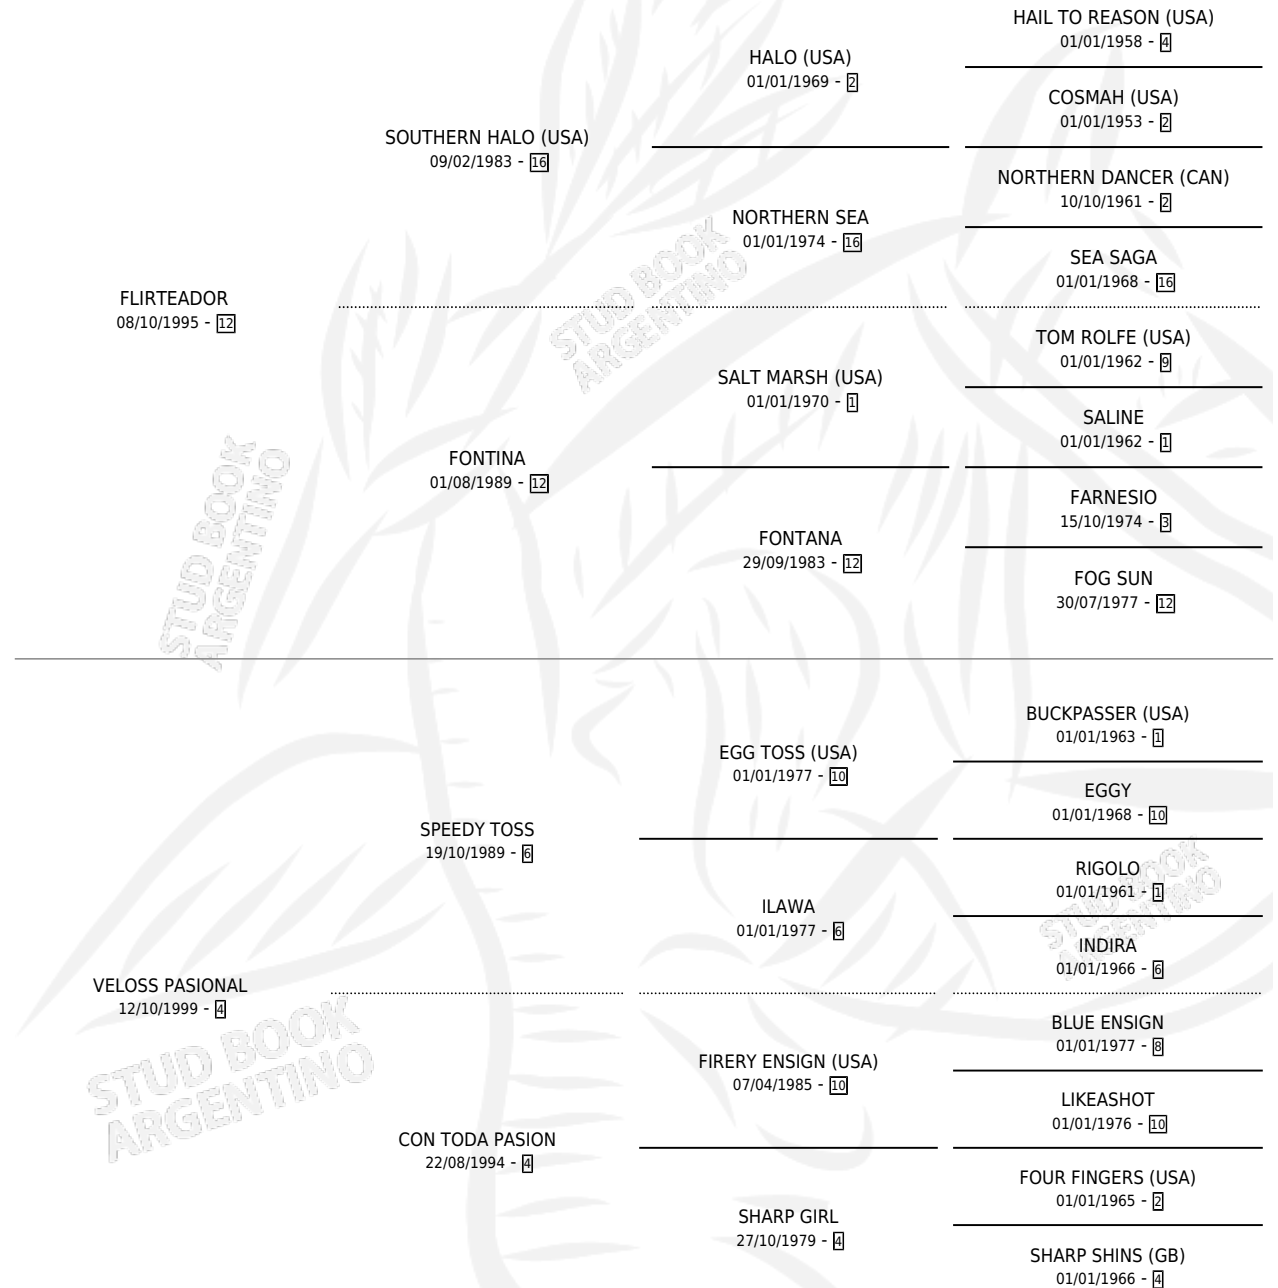 HAIL TO REASON (USA)
01/01/1958 - 4
HALO (USA)
01/01/1969 - 2
COSMAH (USA)
01/01/1953 - 2
SOUTHERN HALO (USA)
09/02/1983 - 16
NORTHERN DANCER (CAN)
10/10/1961 - 2
NORTHERN SEA
01/01/1974 - 16
SEA SAGA
01/01/1968 - 16
FLIRTEADOR
08/10/1995 - 12
STUD BOOK
ARGENTINO
TOM ROLFE (USA)
01/01/1962 - 9
SALT MARSH (USA)
01/01/1970 - 1
SALINE
01/01/1962 - 1
FONTINA
01/08/1989 - 12
FARNESIO
15/10/1974 - 3
FONTANA
29/09/1983 - 12
FOG SUN
30/07/1977 - 12
STUD BOOK
ARGENTINO
BUCKPASSER (USA)
01/01/1963 - 1
EGG TOSS (USA)
01/01/1977 - 10
EGGY
01/01/1968 - 10
SPEEDY TOSS
19/10/1989 - 6
RIGOLO
01/01/1961 - 1
ILAWA
01/01/1977 - 6
INDIRA
01/01/1966 - 6
STUD BOOK
ARGENTINO
VELOSS PASIONAL
12/10/1999 - 4
STUD BOOK
ARGENTINO
BLUE ENSIGN
01/01/1977 - 8
FIRERY ENSIGN (USA)
07/04/1985 - 10
LIKEASHOT
01/01/1976 - 10
CON TODA PASION
22/08/1994 - 4
FOUR FINGERS (USA)
01/01/1965 - 2
SHARP GIRL
27/10/1979 - 4
SHARP SHINS (GB)
01/01/1966 - 4